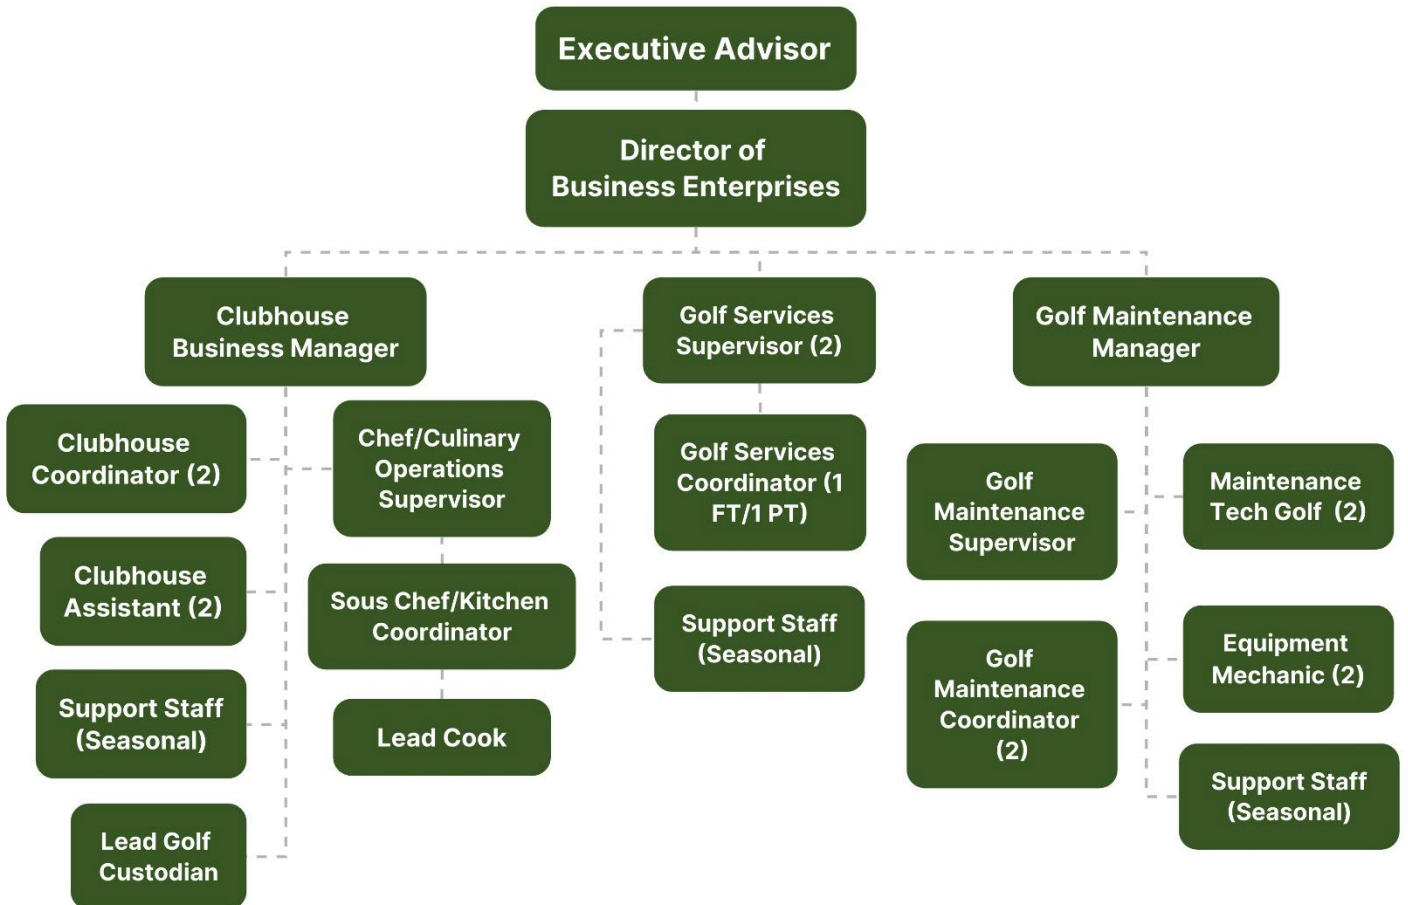 Executive Advisor
Director of
Business Enterprises
Clubhouse
Business Manager
Clubhouse
Coordinator (2)
Clubhouse
Assistant (2)
Support Staff
(Seasonal)
Lead Golf
Custodian
Chef/Culinary
Operations
Supervisor
Sous Chef/Kitchen
Coordinator
Lead Cook
Golf Services
Supervisor (2)
Golf Services
Coordinator (1
FT/1 PT)
Support Staff
(Seasonal)
Golf Maintenance
Manager
Golf
Maintenance
Supervisor
Golf
Maintenance
Coordinator
(2)
Maintenance
Tech Golf (2)
Equipment
Mechanic (2)
Support Staff
(Seasonal)